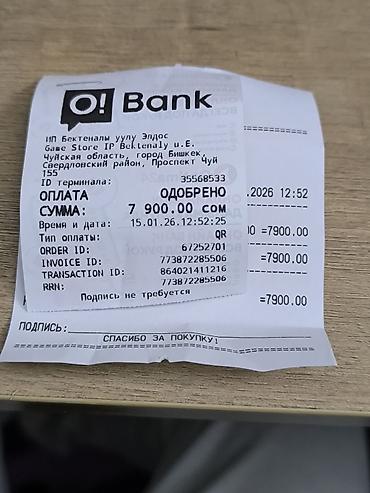 O! Bank
ИП Бектеналы уулу Элдос
Game Store IP Bektenaly u.E.
Чуйская область, город Бишкек,
Свердловский район, Проспект Чуй
155
ID терминала: 35568533
ОПЛАТА ОДОБРЕНО
СУММА: 7 900.00 сом
Время и дата: 15.01.26.12:52:25
Тип оплаты: QR
ORDER ID: 67252701
INVOICE ID: 773872285506
TRANSACTION ID: 864021411216
RRN: 773872285506
Подпись не требуется
.2026 12:52
0 =7900.00
=7900.00
=7900.00
ПОДПИСЬ:
СПАСИБО ЗА ПОКУПКУ!